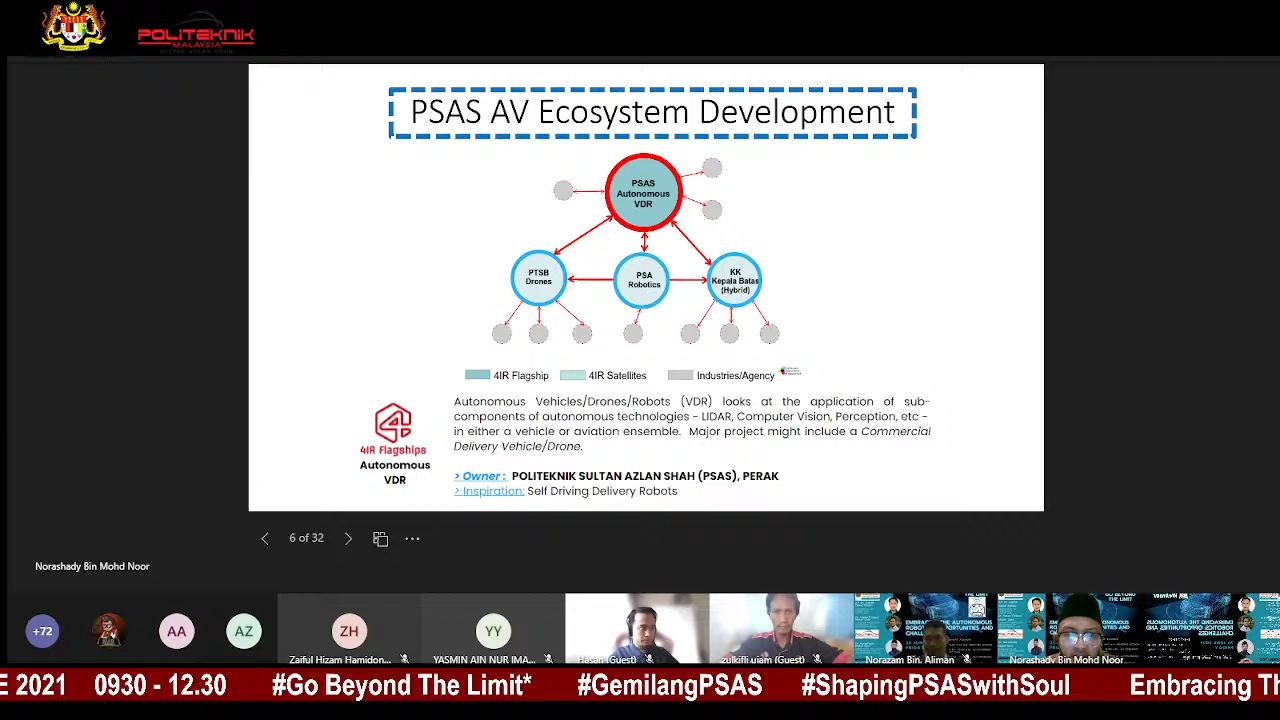 POLITEKNIK
MALAYSIA
PSAS AV Ecosystem Development
PSAS
Autonomous
VDR
PTSB
Drones
PSA
Robotics
KK
Kepala Batas
(Hybrid)
4IR Flagship
4IR Satellites
Industries/Agency
4IR Flagships
Autonomous
VDR
Autonomous Vehicles/Drones/Robots (VDR) looks at the application of sub-
components of autonomous technologies - LIDAR, Computer Vision, Perception, etc -
in either a vehicle or aviation ensemble. Major project might include a Commercial
Delivery Vehicle/Drone.
> Owner : POLITEKNIK SULTAN AZLAN SHAH (PSAS), PERAK
> Inspiration: Self Driving Delivery Robots
6 of 32
Norashady Bin Mohd Noor
+72
AA
AZ
ZH
YY
Zaiful Hizam Hamidon...
YASMIN AIN NUR IMA...
Hasan (Guest)
zulkifli ujam (Guest)
Norazam Bin. Aliman
Norashady Bin Mohd Noor
E 2021 0930 - 12.30 #Go Beyond The Limit* #GemilangPSAS #ShapingPSASwithSoul Embracing Th